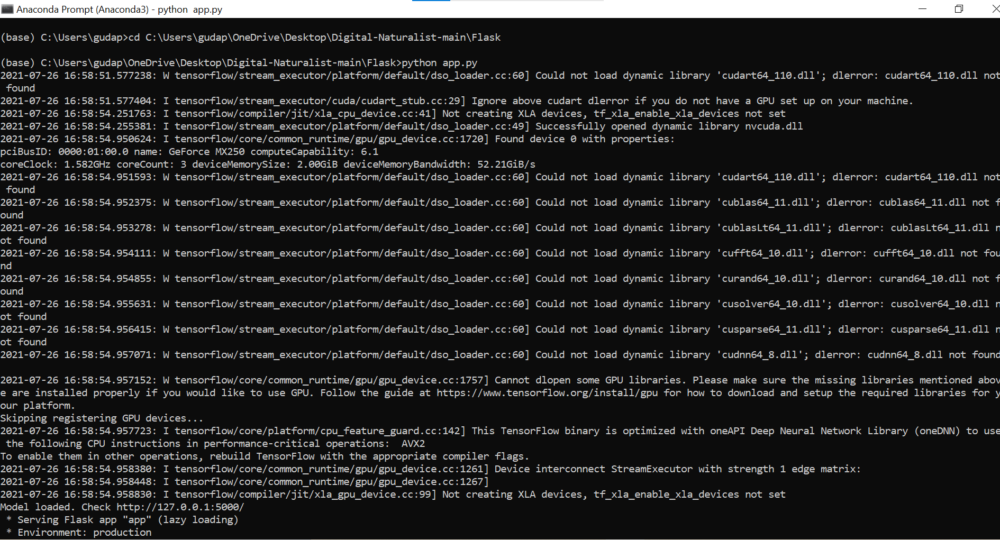 Anaconda Prompt (Anaconda3) - python  app.py
(base) C:\Users\gudap>cd C:\Users\gudap\OneDrive\Desktop\Digital-Naturalist-main\Flask
(base) C:\Users\gudap\OneDrive\Desktop\Digital-Naturalist-main\Flask>python app.py
2021-07-26 16:58:51.577238: W tensorflow/stream_executor/platform/default/dso_loader.cc:60] Could not load dynamic library 'cudart64_110.dll'; dlerror: cudart64_110.dll not
 found
2021-07-26 16:58:51.577404: I tensorflow/stream_executor/cuda/cudart_stub.cc:29] Ignore above cudart dlerror if you do not have a GPU set up on your machine.
2021-07-26 16:58:54.251763: I tensorflow/compiler/jit/xla_cpu_device.cc:41] Not creating XLA devices, tf_xla_enable_xla_devices not set
2021-07-26 16:58:54.255381: I tensorflow/stream_executor/platform/default/dso_loader.cc:49] Successfully opened dynamic library nvcuda.dll
2021-07-26 16:58:54.950624: I tensorflow/core/common_runtime/gpu/gpu_device.cc:1720] Found device 0 with properties:
pciBusID: 0000:01:00.0 name: GeForce MX250 computeCapability: 6.1
coreClock: 1.582GHz coreCount: 3 deviceMemorySize: 2.00GiB deviceMemoryBandwidth: 52.21GiB/s
2021-07-26 16:58:54.951593: W tensorflow/stream_executor/platform/default/dso_loader.cc:60] Could not load dynamic library 'cudart64_110.dll'; dlerror: cudart64_110.dll not
 found
2021-07-26 16:58:54.952375: W tensorflow/stream_executor/platform/default/dso_loader.cc:60] Could not load dynamic library 'cublas64_11.dll'; dlerror: cublas64_11.dll not f
ound
2021-07-26 16:58:54.953278: W tensorflow/stream_executor/platform/default/dso_loader.cc:60] Could not load dynamic library 'cublasLt64_11.dll'; dlerror: cublasLt64_11.dll n
ot found
2021-07-26 16:58:54.954111: W tensorflow/stream_executor/platform/default/dso_loader.cc:60] Could not load dynamic library 'cufft64_10.dll'; dlerror: cufft64_10.dll not fou
nd
2021-07-26 16:58:54.954855: W tensorflow/stream_executor/platform/default/dso_loader.cc:60] Could not load dynamic library 'curand64_10.dll'; dlerror: curand64_10.dll not f
ound
2021-07-26 16:58:54.955631: W tensorflow/stream_executor/platform/default/dso_loader.cc:60] Could not load dynamic library 'cusolver64_10.dll'; dlerror: cusolver64_10.dll n
ot found
2021-07-26 16:58:54.956415: W tensorflow/stream_executor/platform/default/dso_loader.cc:60] Could not load dynamic library 'cusparse64_11.dll'; dlerror: cusparse64_11.dll n
ot found
2021-07-26 16:58:54.957071: W tensorflow/stream_executor/platform/default/dso_loader.cc:60] Could not load dynamic library 'cudnn64_8.dll'; dlerror: cudnn64_8.dll not found
2021-07-26 16:58:54.957152: W tensorflow/core/common_runtime/gpu/gpu_device.cc:1757] Cannot dlopen some GPU libraries. Please make sure the missing libraries mentioned abov
e are installed properly if you would like to use GPU. Follow the guide at https://www.tensorflow.org/install/gpu for how to download and setup the required libraries for y
our platform.
Skipping registering GPU devices...
2021-07-26 16:58:54.957723: I tensorflow/core/platform/cpu_feature_guard.cc:142] This TensorFlow binary is optimized with oneAPI Deep Neural Network Library (oneDNN) to use
 the following CPU instructions in performance-critical operations:  AVX2
To enable them in other operations, rebuild TensorFlow with the appropriate compiler flags.
2021-07-26 16:58:54.958380: I tensorflow/core/common_runtime/gpu/gpu_device.cc:1261] Device interconnect StreamExecutor with strength 1 edge matrix:
2021-07-26 16:58:54.958448: I tensorflow/core/common_runtime/gpu/gpu_device.cc:1267]
2021-07-26 16:58:54.958830: I tensorflow/compiler/jit/xla_gpu_device.cc:99] Not creating XLA devices, tf_xla_enable_xla_devices not set
Model loaded. Check http://127.0.0.1:5000/
 * Serving Flask app "app" (lazy loading)
 * Environment: production